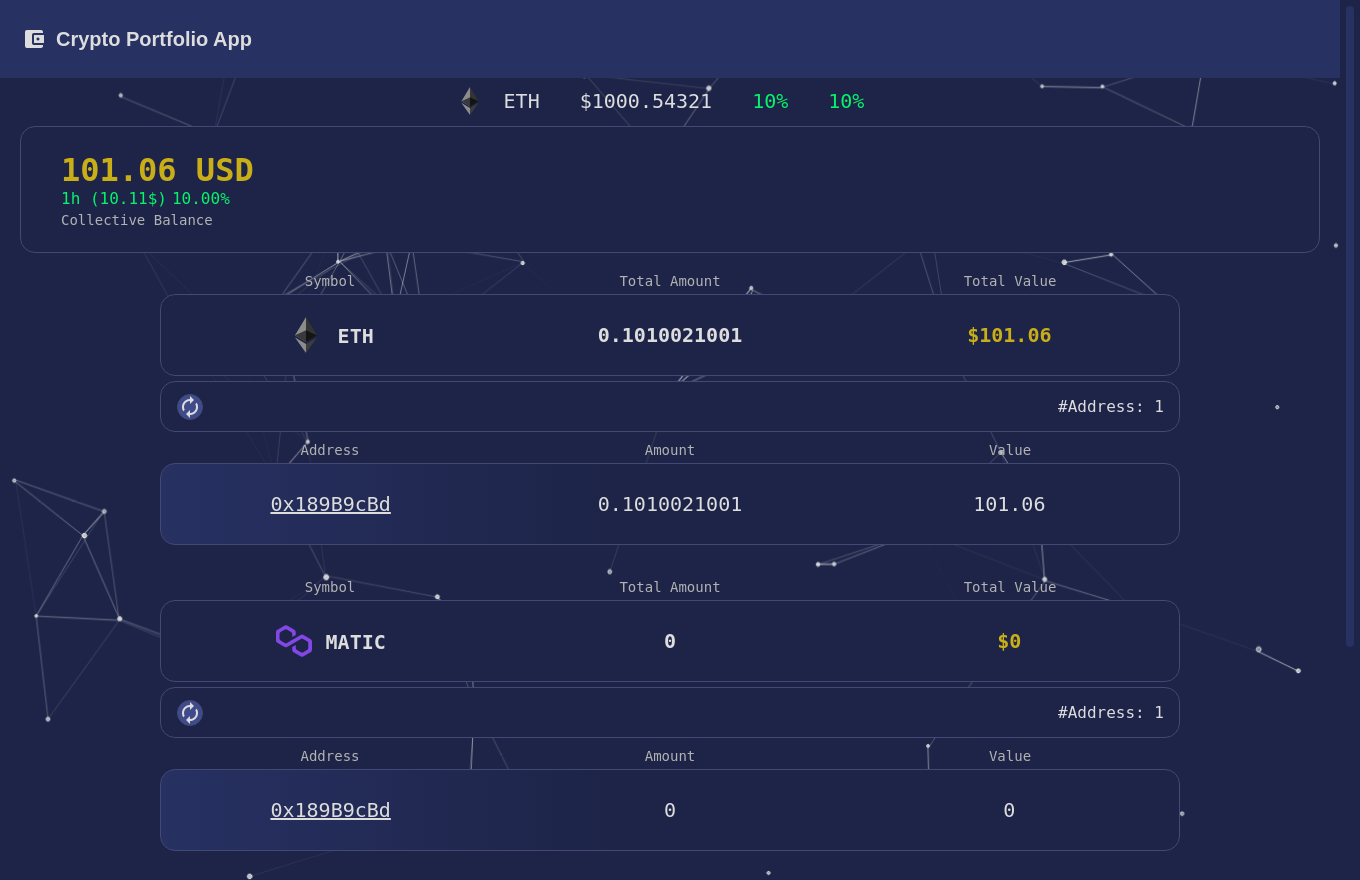 Crypto Portfolio App
ETH $1000.54321 10% 10%
101.06 USD
1h (10.11$) 10.00%
Collective Balance
Symbol Total Amount Total Value
ETH 0.1010021001 $101.06
#Address: 1
Address Amount Value
0x189B9cBd 0.1010021001 101.06
Symbol Total Amount Total Value
MATIC 0 $0
#Address: 1
Address Amount Value
0x189B9cBd 0 0